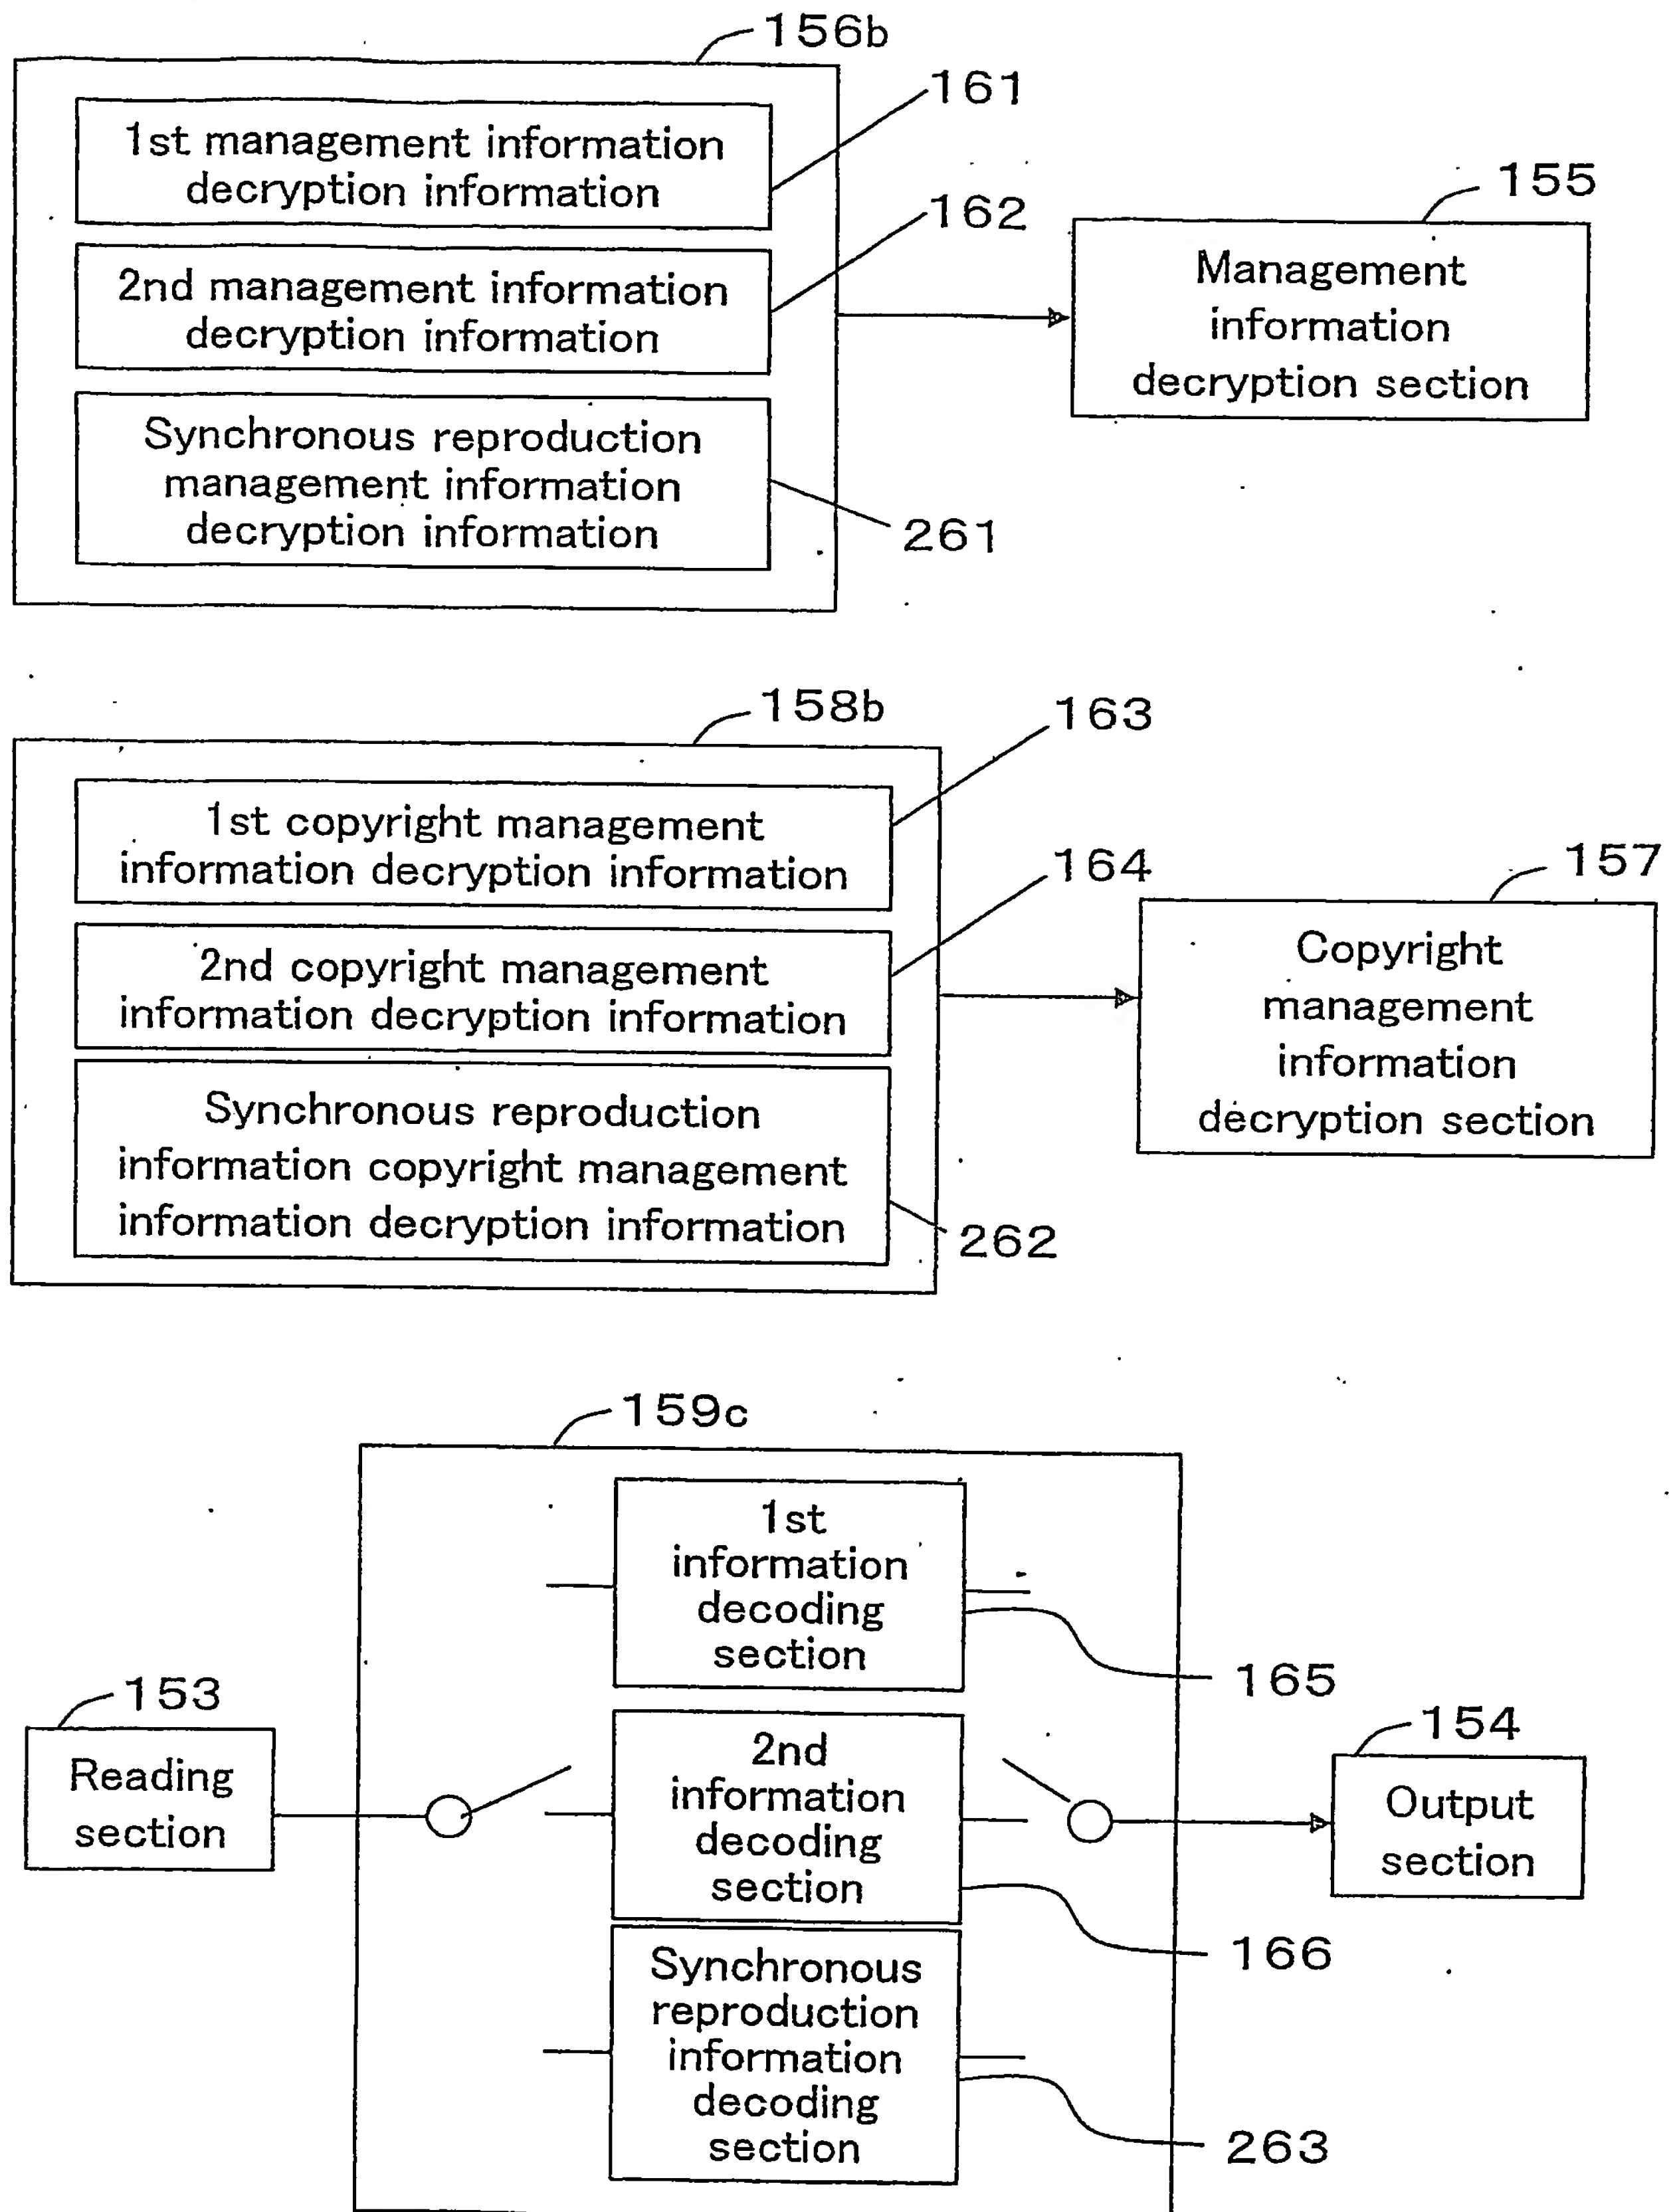 156b
161
1st management information
decryption information
155
162
2nd management information
decryption information
Management
information
decryption section
Synchronous reproduction
management information
decryption information
261
158b
163
1st copyright management
information decryption information
164
157
2nd copyright management
information decryption information
Copyright
management
information
decryption section
Synchronous reproduction
information copyright management
information decryption information
262
159c
1st
information
decoding
section
165
153
Reading
section
2nd
information
decoding
section
154
Output
section
166
Synchronous
reproduction
information
decoding
section
263